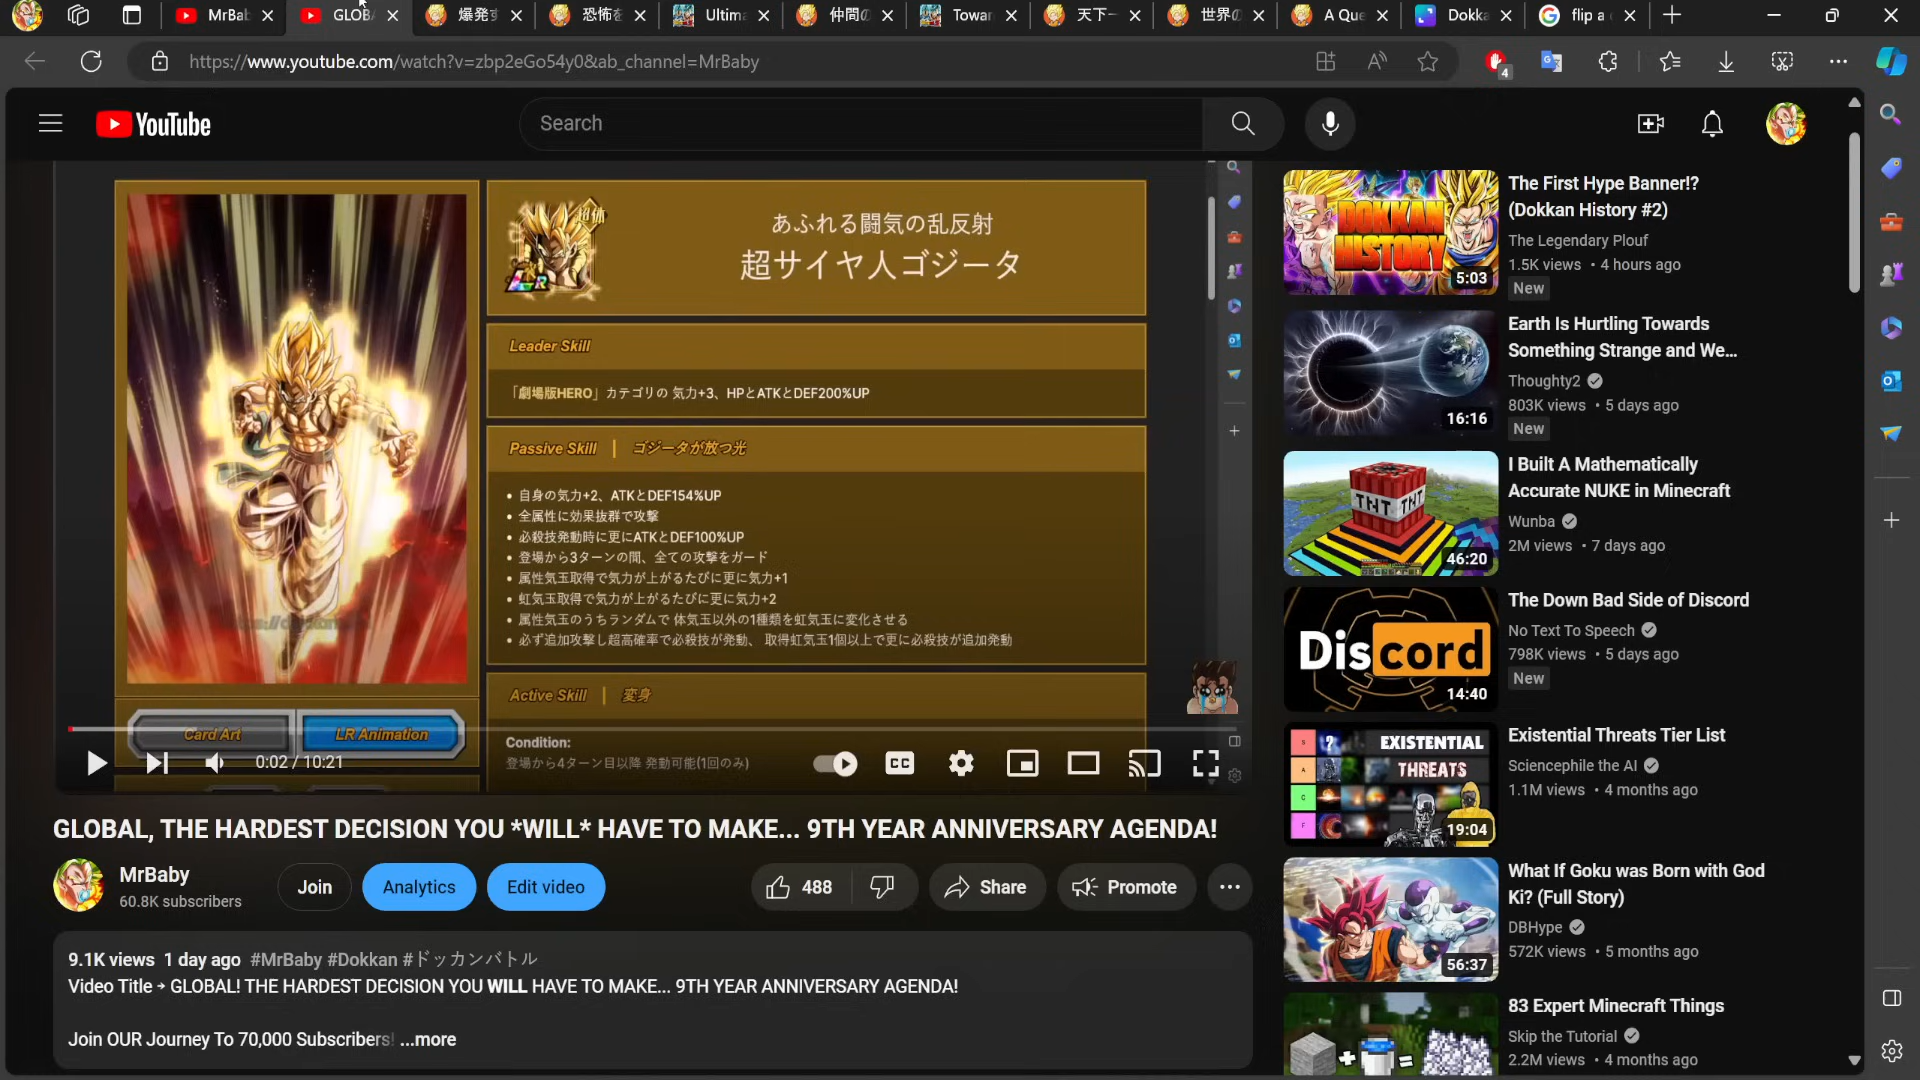 MrBab
GLOBA
爆発す
恐怖を
Ultima
仲間の
Towar
天下一
世界の
A Que
Dokka
flip a
https://www.youtube.com/watch?v=zbp2eGo54y0&ab_channel=MrBaby
4
YouTube
Search
超体
LR
あふれる闘気の乱反射
超サイヤ人ゴジータ
Leader Skill
「劇場版HERO」カテゴリの 気力+3、HPとATKとDEF200%UP
Passive Skill | ゴジータが放つ光
• 自身の気力+2、ATKとDEF154%UP
• 全属性に効果抜群で攻撃
• 必殺技発動時に更にATKとDEF100%UP
• 登場から3ターンの間、全ての攻撃をガード
• 属性気玉取得で気力が上がるたびに更に気力+1
• 虹気玉取得で気力が上がるたびに更に気力+2
• 属性気玉のうちランダムで 体気玉以外の1種類を虹気玉に変化させる
• 必ず追加攻撃し超高確率で必殺技が発動、 取得虹気玉1個以上で更に必殺技が追加発動
Active Skill | 変身
Condition:
登場から4ターン目以降 発動可能(1回のみ)
Card Art
LR Animation
0:02 / 10:21
CC
GLOBAL, THE HARDEST DECISION YOU *WILL* HAVE TO MAKE... 9TH YEAR ANNIVERSARY AGENDA!
MrBaby
60.8K subscribers
Join
Analytics
Edit video
488
Share
Promote
9.1K views 1 day ago #MrBaby #Dokkan #ドッカンバトル
Video Title → GLOBAL! THE HARDEST DECISION YOU WILL HAVE TO MAKE... 9TH YEAR ANNIVERSARY AGENDA!
Join OUR Journey To 70,000 Subscribers! ...more
DOKKAN
HISTORY
5:03
The First Hype Banner!?
(Dokkan History #2)
The Legendary Plouf
1.5K views • 4 hours ago
New
16:16
Earth Is Hurtling Towards
Something Strange and We...
Thoughty2
803K views • 5 days ago
New
TNT
TNT
46:20
I Built A Mathematically
Accurate NUKE in Minecraft
Wunba
2M views • 7 days ago
Discord
14:40
The Down Bad Side of Discord
No Text To Speech
798K views • 5 days ago
New
S
A
C
F
EXISTENTIAL
THREATS
19:04
Existential Threats Tier List
Sciencephile the AI
1.1M views • 4 months ago
56:37
What If Goku was Born with God
Ki? (Full Story)
DBHype
572K views • 5 months ago
83 Expert Minecraft Things
Skip the Tutorial
2.2M views • 4 months ago